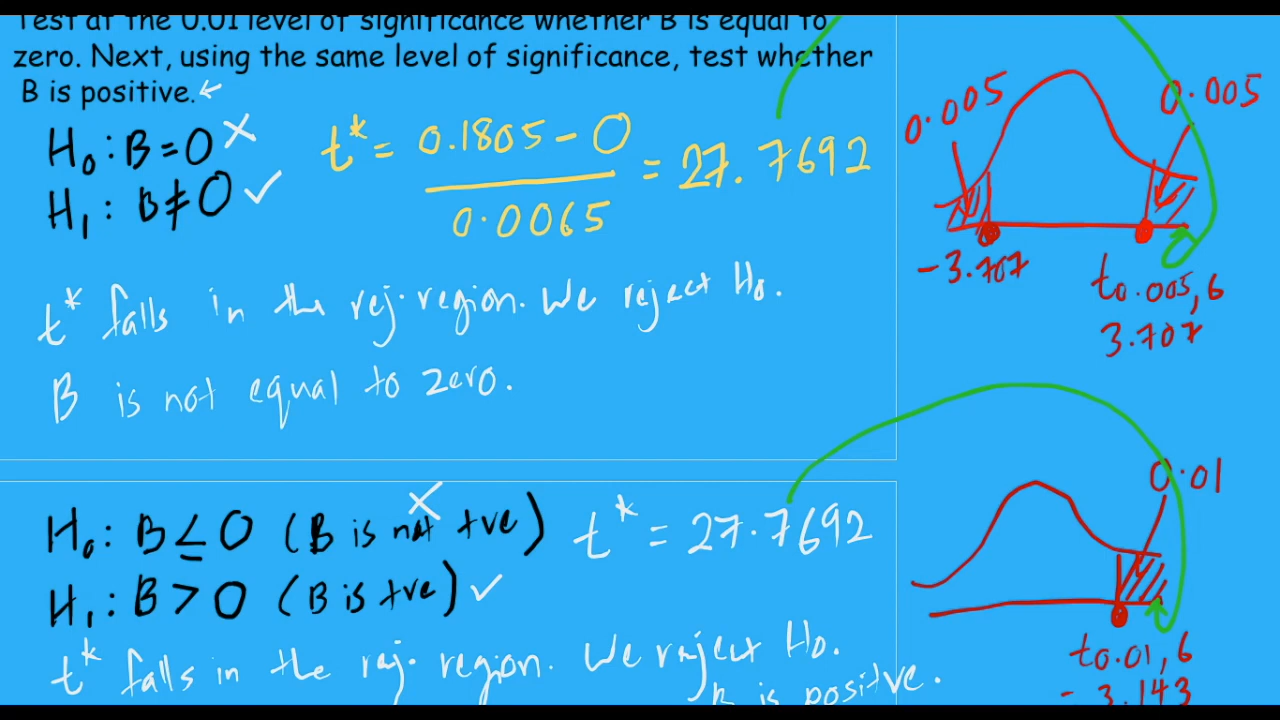 Test at the 0.01 level of significance whether B is equal to
zero. Next, using the same level of significance, test whether
B is positive.
H₀ : B = 0 ✗
H₁ : B ≠ 0 ✓
t* = 0.1805 - 0 / 0.0065 = 27.7692
0.005
0.005
-3.707
t0.005, 6
3.707
t* falls in the rej. region. We reject H₀.
B is not equal to zero.
H₀ : B ≤ 0 (B is not +ve) ✗
H₁ : B > 0 (B is +ve) ✓
t* = 27.7692
0.01
t0.01, 6
- 3.143
t* falls in the rej. region. We reject H₀.
B is positive.